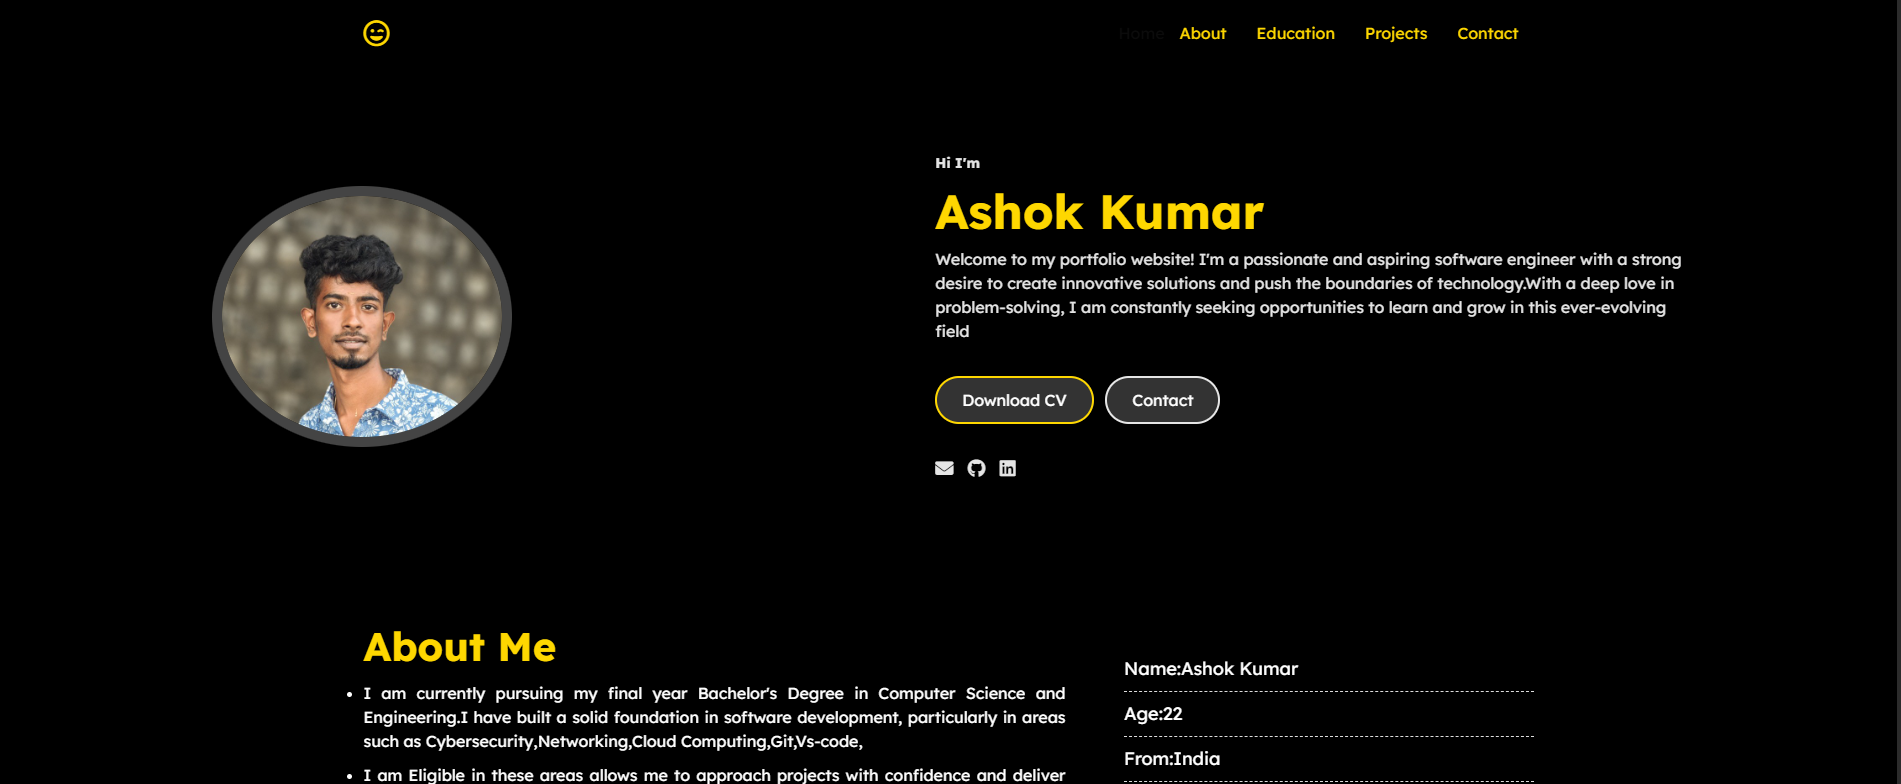 Home About Education Projects Contact
Hi I'm
Ashok Kumar
Welcome to my portfolio website! I'm a passionate and aspiring software engineer with a strong
desire to create innovative solutions and push the boundaries of technology.With a deep love in
problem-solving, I am constantly seeking opportunities to learn and grow in this ever-evolving
field
Download CV Contact
About Me
I am currently pursuing my final year Bachelor's Degree in Computer Science and
Engineering.I have built a solid foundation in software development, particularly in areas
such as Cybersecurity,Networking,Cloud Computing,Git,Vs-code,
I am Eligible in these areas allows me to approach projects with confidence and deliver
Name:Ashok Kumar
Age:22
From:India